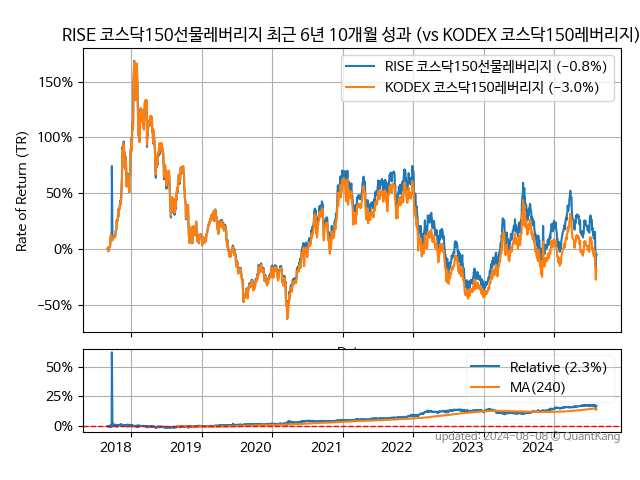 RISE 코스닥150선물레버리지 최근 6년 10개월 성과 (vs KODEX 코스닥150레버리지)
RISE 코스닥150선물레버리지 (−0.8%)
KODEX 코스닥150레버리지 (−3.0%)
Rate of Return (TR)
150%
100%
50%
0%
−50%
Relative (2.3%)
MA(240)
50%
25%
0%
2018 2019 2020 2021 2022 2023 2024
updated: 2024-08-08 © QuantKang